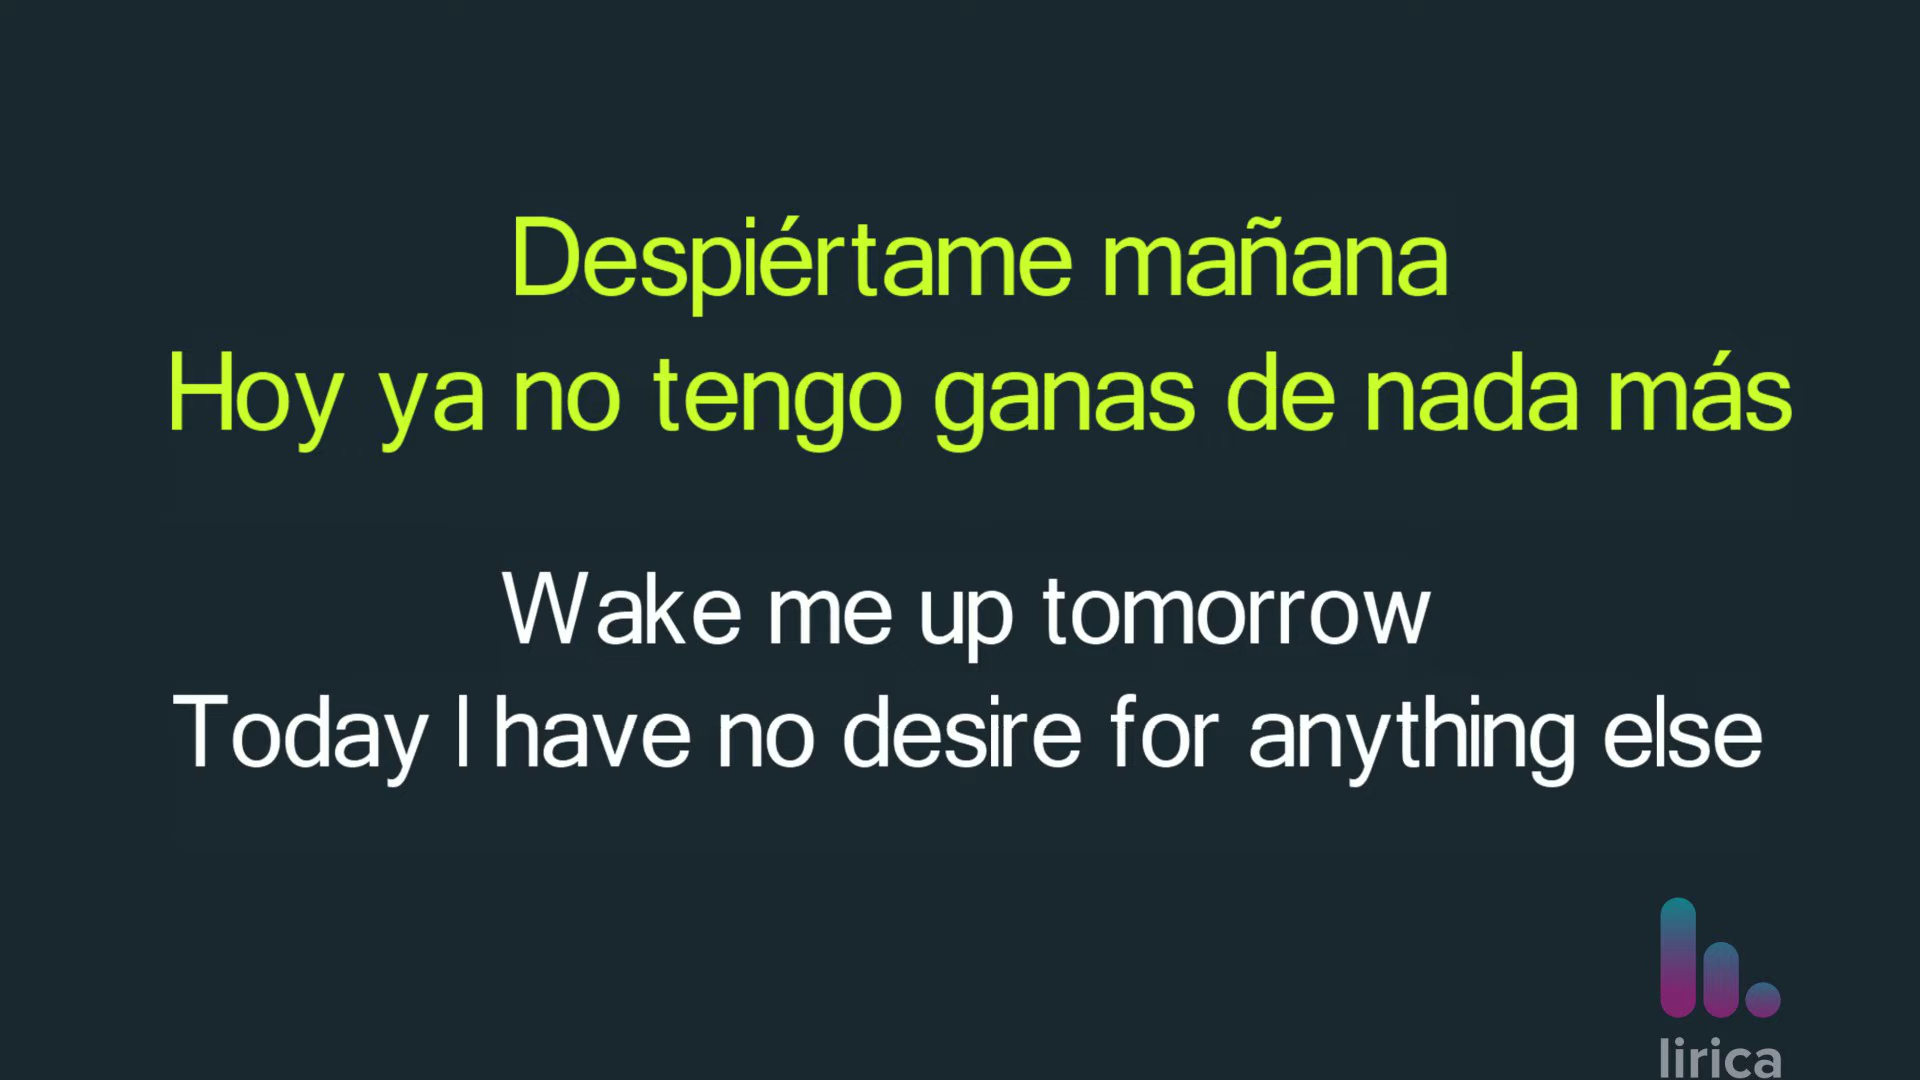 Despiértame mañana
Hoy ya no tengo ganas de nada más
Wake me up tomorrow
Today I have no desire for anything else
lirica